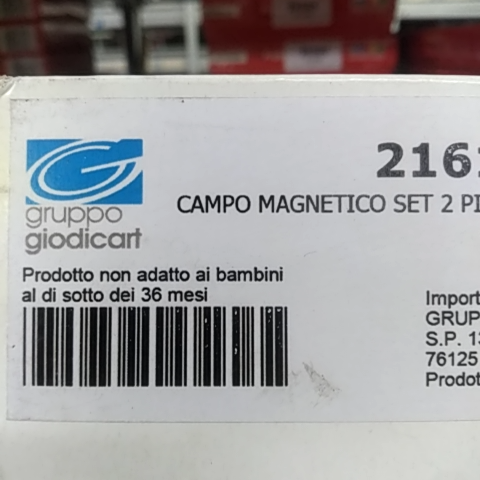 216
CAMPO MAGNETICO SET 2
gruppo
giodicart
Prodotto non adatto ai bambini
al di sotto dei 36 mesi
Import
GRUP
S.P. 1
76125
Prodot